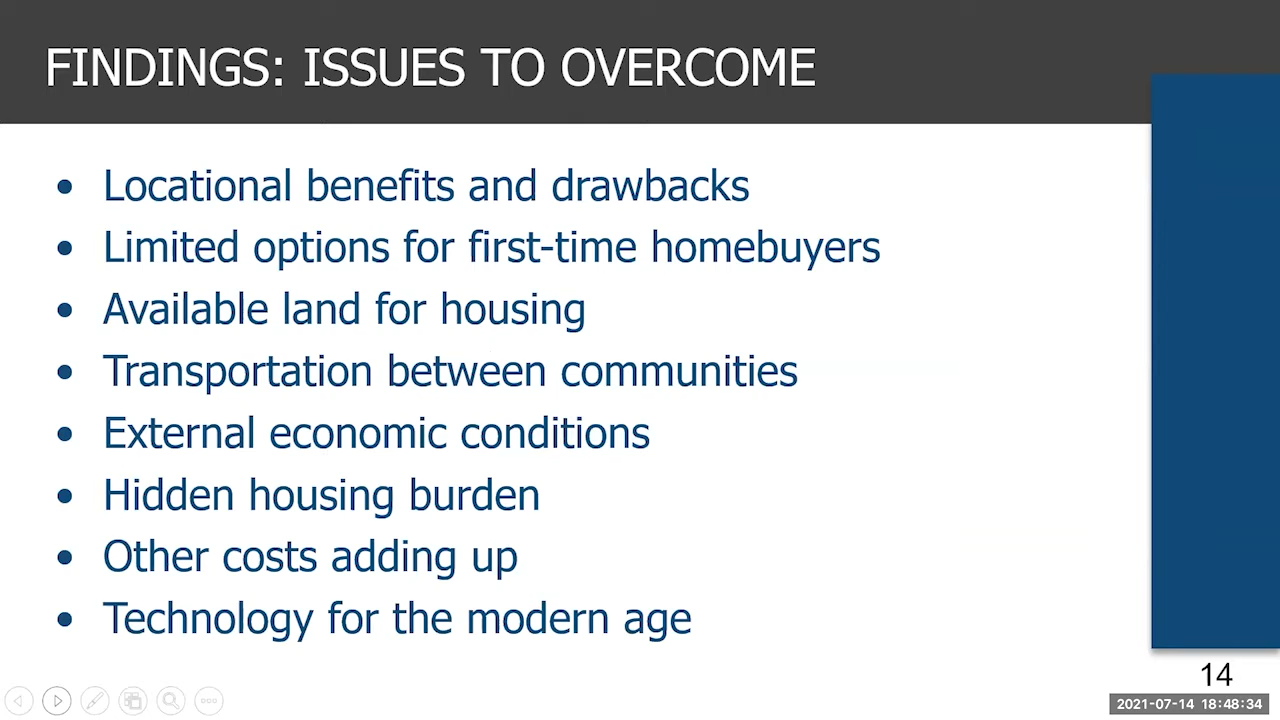 FINDINGS: ISSUES TO OVERCOME
• Locational benefits and drawbacks
• Limited options for first-time homebuyers
• Available land for housing
• Transportation between communities
• External economic conditions
• Hidden housing burden
• Other costs adding up
• Technology for the modern age
14
2021-07-14 18:48:34